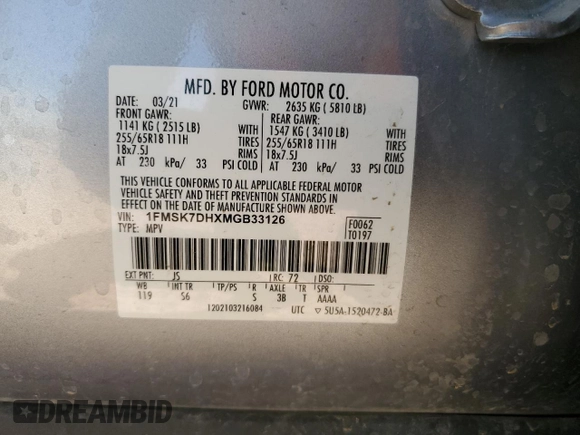 MFD. BY FORD MOTOR CO.
DATE: 03/21 GVWR: 2635 KG ( 5810 LB)
FRONT GAWR: REAR GAWR:
1141 KG ( 2515 LB) WITH 1547 KG ( 3410 LB) WITH
255/65R18 111H TIRES 255/65R18 111H TIRES
18x7.5J RIMS 18x7.5J RIMS
AT 230 kPa/ 33 PSI COLD AT 230 kPa/ 33 PSI COLD
THIS VEHICLE CONFORMS TO ALL APPLICABLE FEDERAL MOTOR
VEHICLE SAFETY AND THEFT PREVENTION STANDARDS IN
EFFECT ON THE DATE OF MANUFACTURE SHOWN ABOVE.
VIN: 1FMSK7DHXMGB33126 F0062
TYPE: MPV T0197
EXT PNT: JS RC: 72 DSO:
WB INT TR TP/PS R AXLE TR SPR
119 S6 S 3B T AAAA
1202103216084 UTC ▽ 5U5A-1520472-BA
DREAMBID